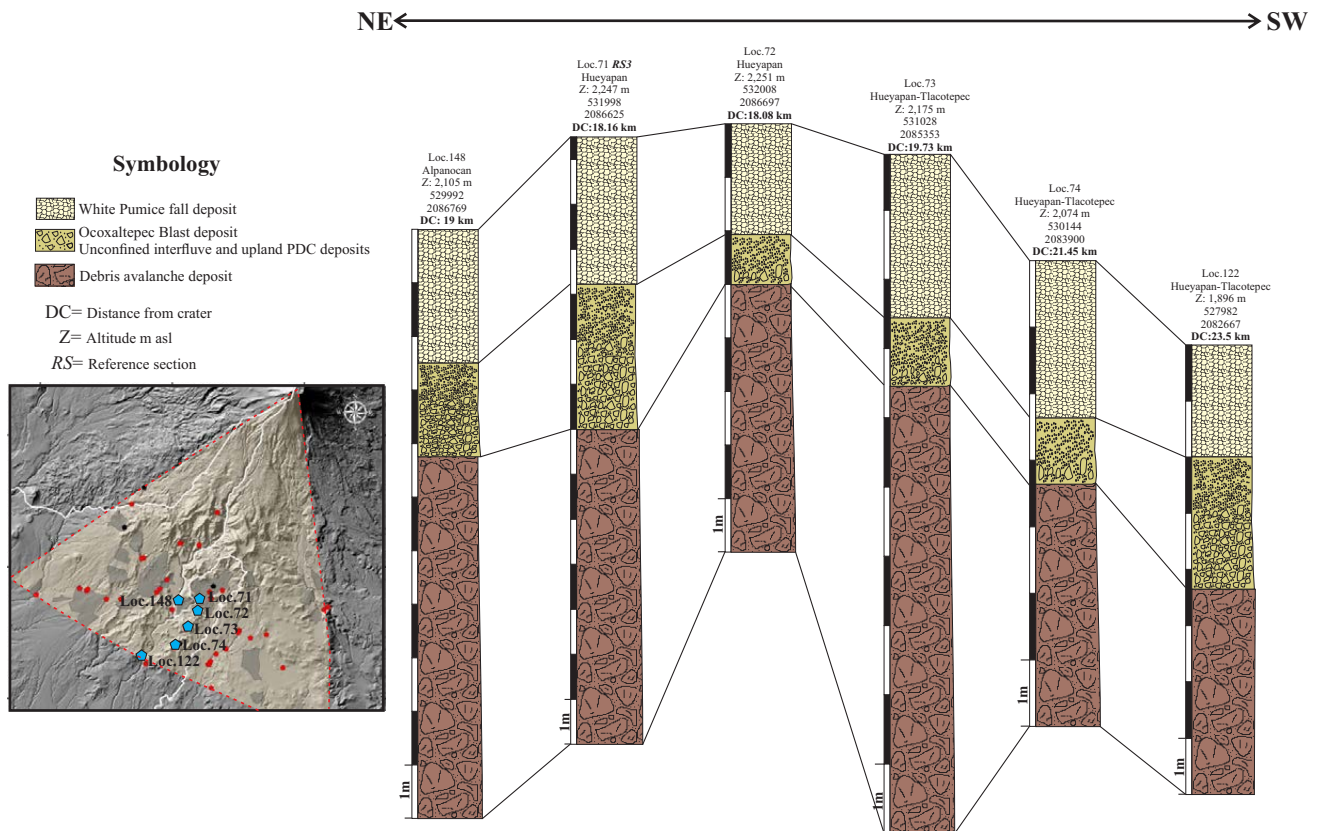 NE
SW
Loc.148
Alpanocan
Z: 2,105 m
529992
2086769
DC: 19 km
Loc.71 RS3
Hueyapan
Z: 2,247 m
531998
2086625
DC:18.16 km
Loc.72
Hueyapan
Z: 2,251 m
532008
2086697
DC:18.08 km
Loc.73
Hueyapan-Tlacotepec
Z: 2,175 m
531028
2085353
DC:19.73 km
Loc.74
Hueyapan-Tlacotepec
Z: 2,074 m
530144
2083900
DC:21.45 km
Loc.122
Hueyapan-Tlacotepec
Z: 1,896 m
527982
2082667
DC:23.5 km
Symbology
White Pumice fall deposit
Ocoxaltepec Blast deposit
Unconfined interfluve and upland PDC deposits
Debris avalanche deposit
DC= Distance from crater
Z= Altitude m asl
RS= Reference section
Loc.148
Loc.71
Loc.72
Loc.73
Loc.74
Loc.122
1m
1m
1m
1m
1m
1m